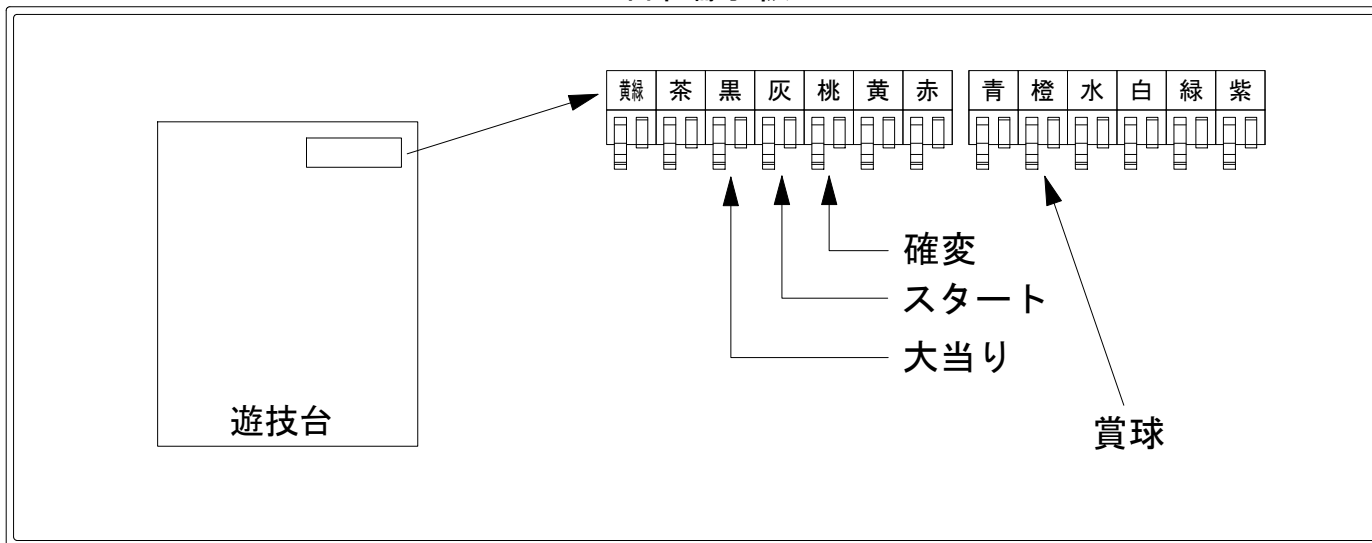 黄緑 茶 黒 灰 桃 黄 赤 青 橙 水 白 緑 紫
確変
スタート
大当り
遊技台
賞球